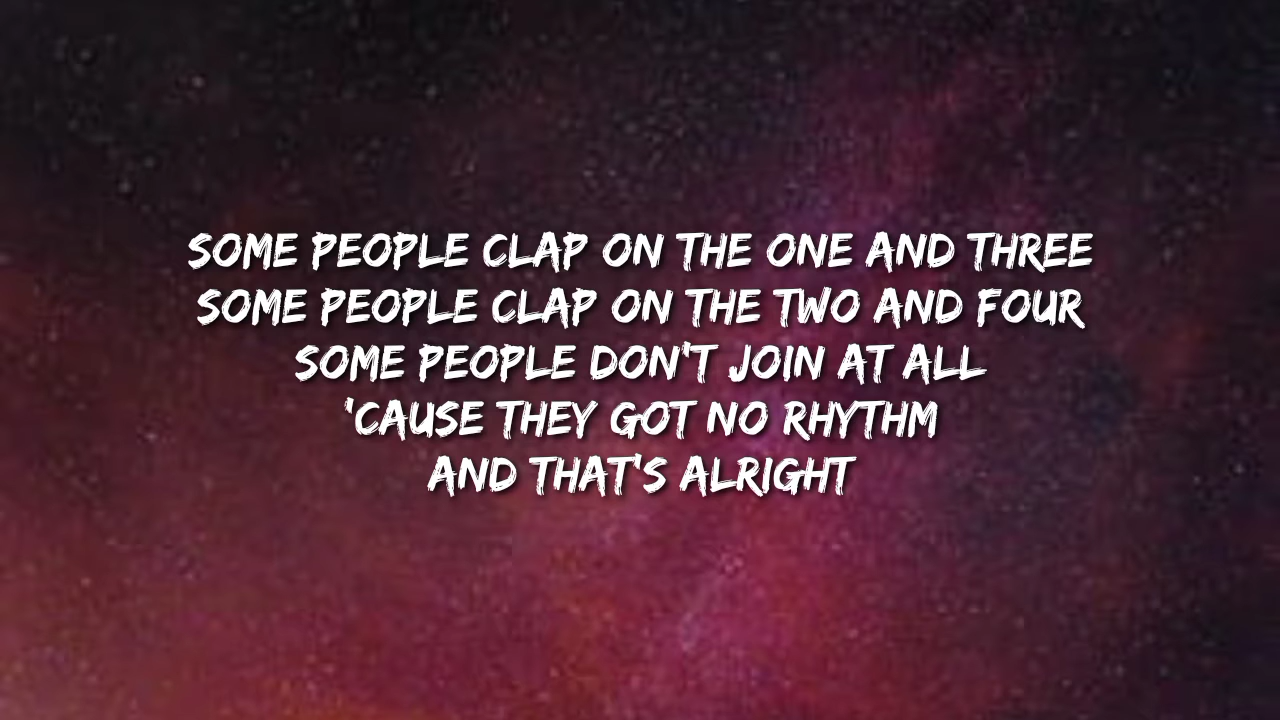 SOME PEOPLE CLAP ON THE ONE AND THREE
SOME PEOPLE CLAP ON THE TWO AND FOUR
SOME PEOPLE DON'T JOIN AT ALL
'CAUSE THEY GOT NO RHYTHM
AND THAT'S ALRIGHT